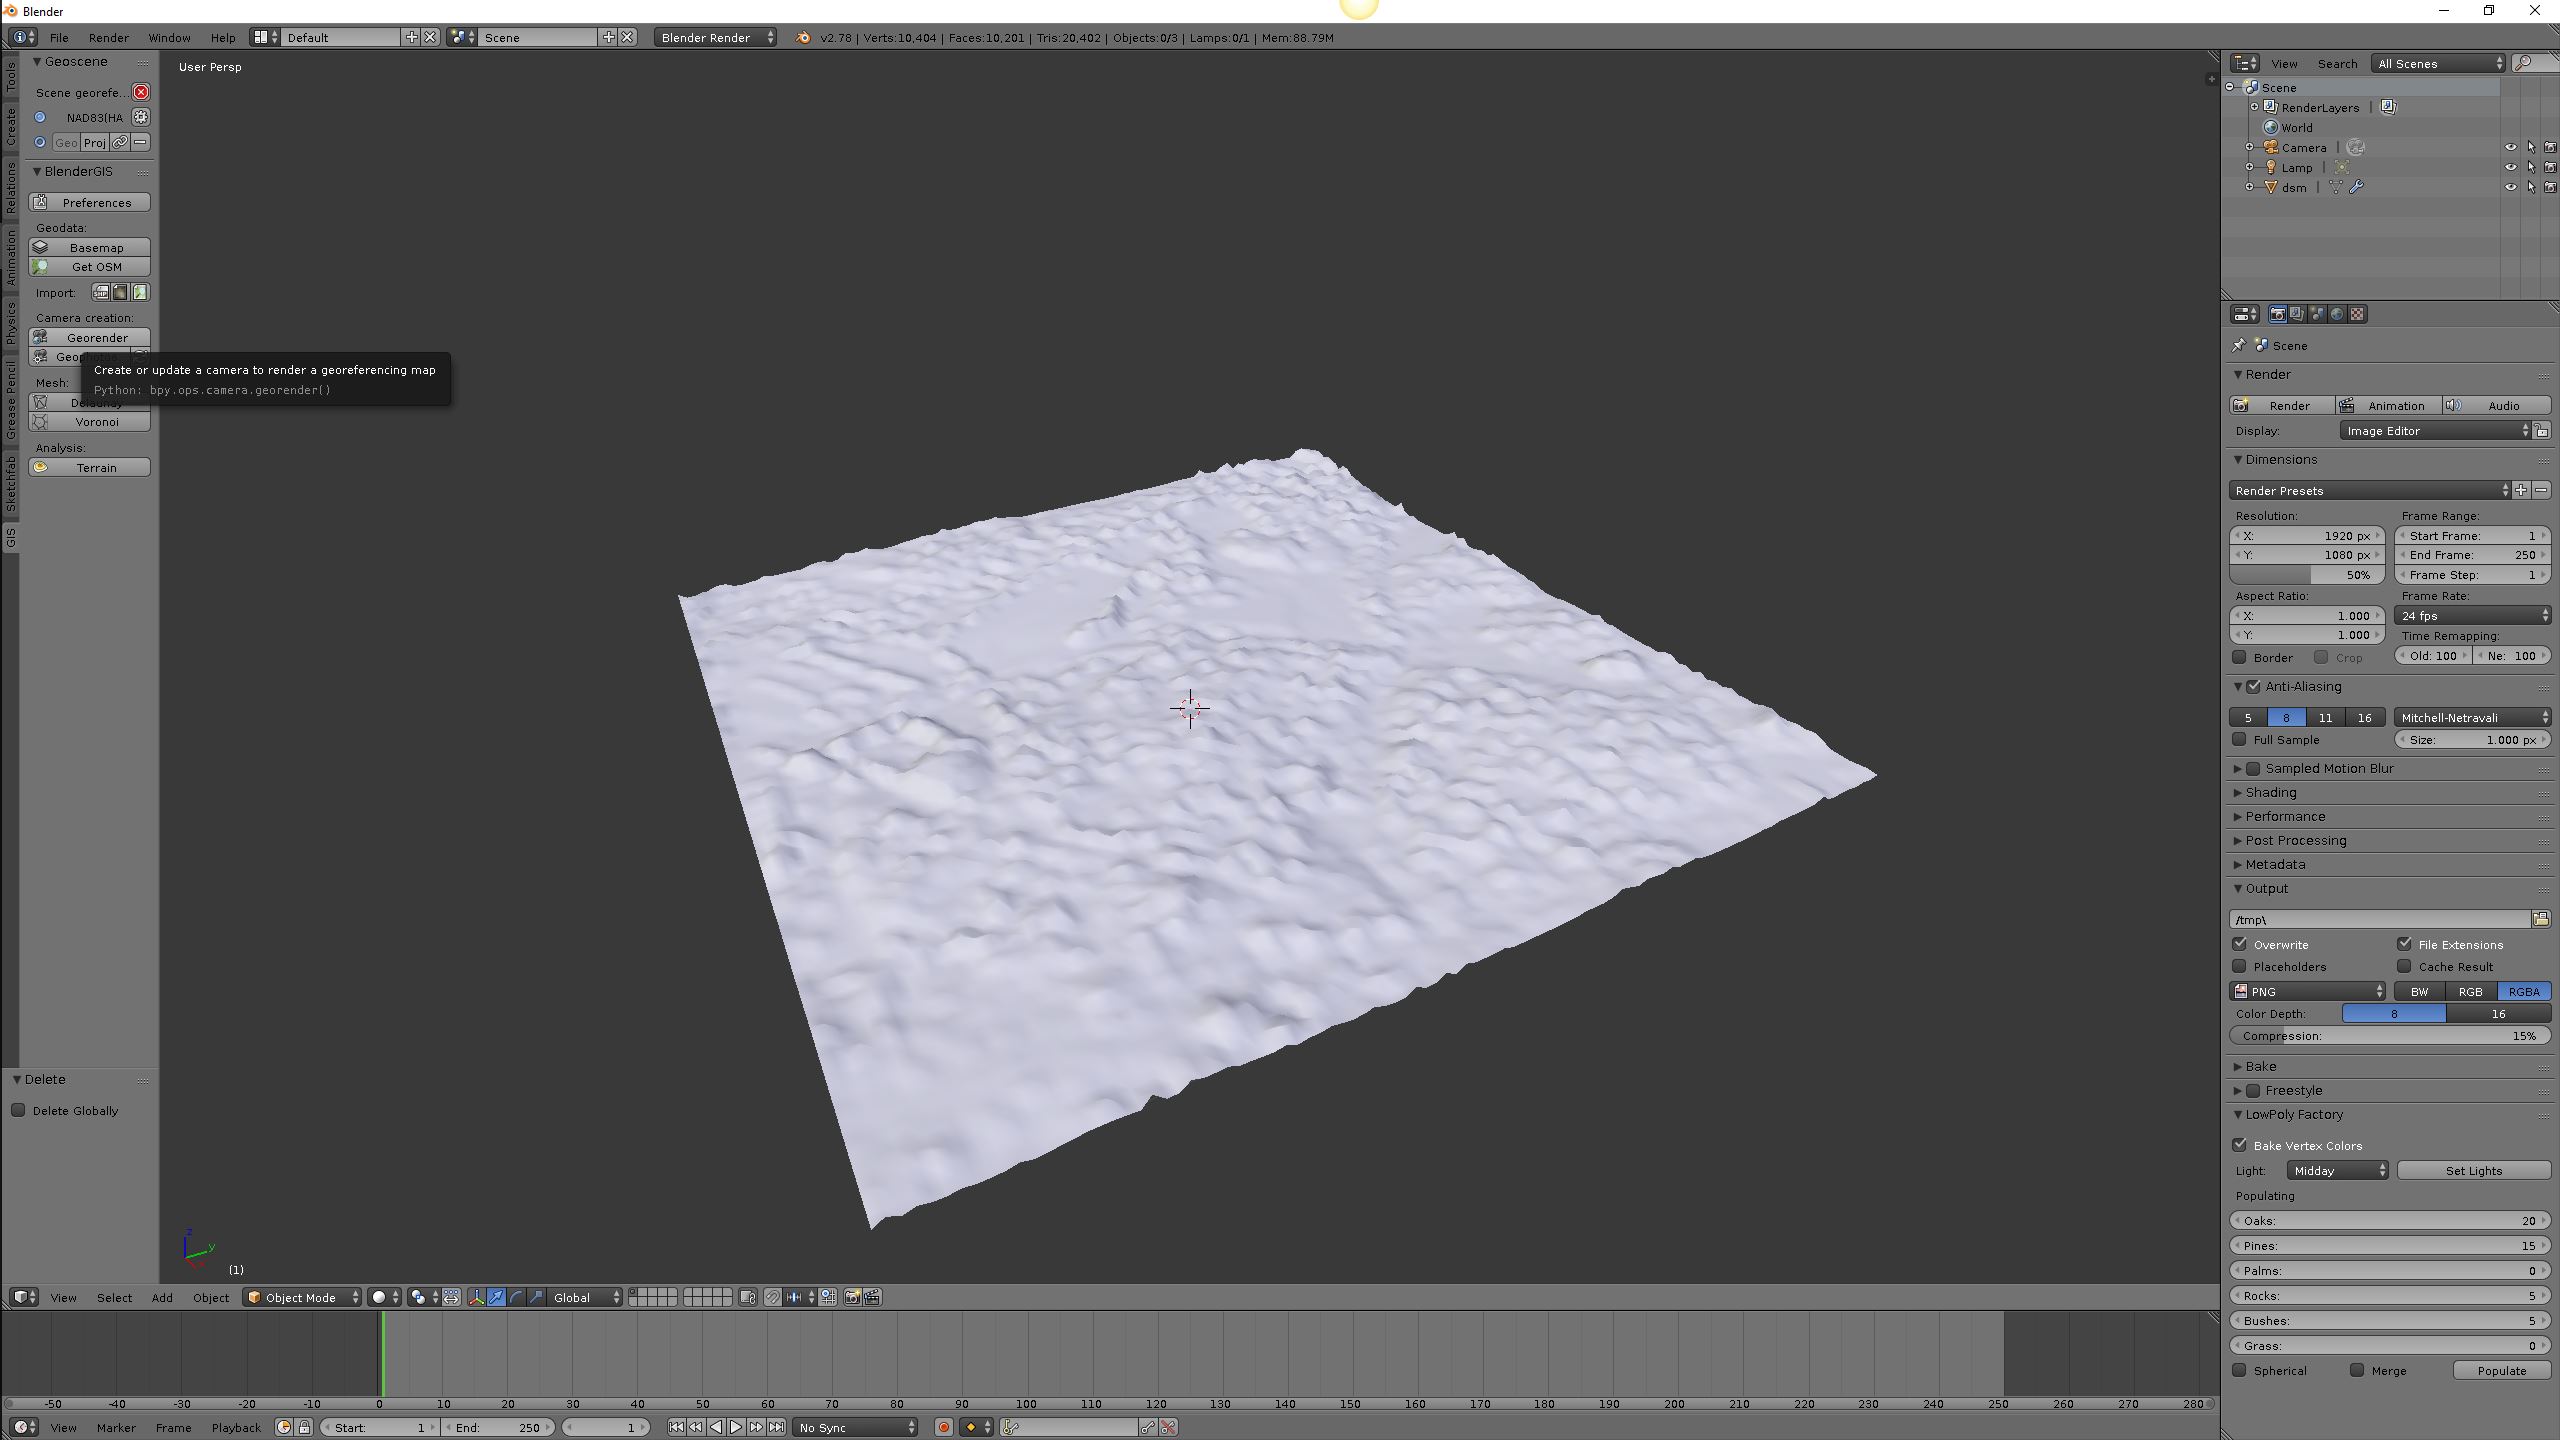 Blender
File Render Window Help Default Scene Blender Render v2.78 | Verts:10,404 | Faces:10,201 | Tris:20,402 | Objects:0/3 | Lamps:0/1 | Mem:88.79M
Tools
Create
Relations
Animation
Physics
Grease Pencil
Sketchfab
GIS
Geoscene
Scene georefe...
NAD83(HA
Geo Proj
BlenderGIS
Preferences
Geodata:
Basemap
Get OSM
Import:
Camera creation:
Georender
Geophotos
Create or update a camera to render a georeferencing map
Python: bpy.ops.camera.georender()
Mesh:
Delaunay
Voronoi
Analysis:
Terrain
Delete
Delete Globally
User Persp
z
y
x
(1)
View Select Add Object Object Mode Global
-50 -40 -30 -20 -10 0 10 20 30 40 50 60 70 80 90 100 110 120 130 140 150 160 170 180 190 200 210 220 230 240 250 260 270 280
View Marker Frame Playback Start: 1 End: 250 1 No Sync
View Search All Scenes
Scene
RenderLayers |
World
Camera |
Lamp |
dsm |
Scene
Render
Render Animation Audio
Display: Image Editor
Dimensions
Render Presets
Resolution: Frame Range:
X: 1920 px Start Frame: 1
Y: 1080 px End Frame: 250
50% Frame Step: 1
Aspect Ratio: Frame Rate:
X: 1.000 24 fps
Y: 1.000 Time Remapping:
Border Crop Old: 100 Ne: 100
Anti-Aliasing
5 8 11 16 Mitchell-Netravali
Full Sample Size: 1.000 px
Sampled Motion Blur
Shading
Performance
Post Processing
Metadata
Output
/tmp\
Overwrite File Extensions
Placeholders Cache Result
PNG BW RGB RGBA
Color Depth: 8 16
Compression: 15%
Bake
Freestyle
LowPoly Factory
Bake Vertex Colors
Light: Midday Set Lights
Populating
Oaks: 20
Pines: 15
Palms: 0
Rocks: 5
Bushes: 5
Grass: 0
Spherical Merge Populate